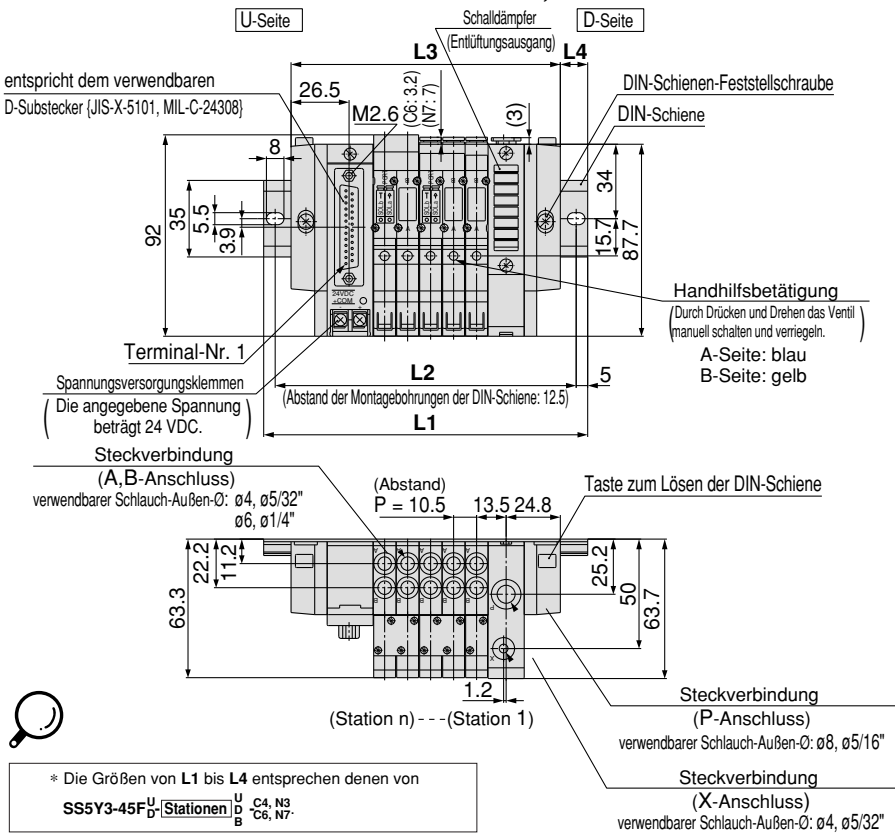 U-Seite
Schalldämpfer
(Entlüftungsausgang)
D-Seite
L3
L4
entspricht dem verwendbaren
D-Substecker {JIS-X-5101, MIL-C-24308}
26.5
M2.6
(C6: 3.2)
(N7: 7)
(3)
DIN-Schienen-Feststellschraube
DIN-Schiene
8
92
35
5.5
3.9
34
15.7
87.7
24VDC
+COM
- +
Terminal-Nr. 1
Handhilfsbetätigung
(Durch Drücken und Drehen das Ventil
manuell schalten und verriegeln.)
A-Seite: blau
B-Seite: gelb
Spannungsversorgungsklemmen
(Die angegebene Spannung
beträgt 24 VDC.)
L2
5
(Abstand der Montagebohrungen der DIN-Schiene: 12.5)
L1
Steckverbindung
(A,B-Anschluss)
verwendbarer Schlauch-Außen-Ø: ø4, ø5/32"
ø6, ø1/4"
(Abstand)
P = 10.5
13.5
24.8
Taste zum Lösen der DIN-Schiene
63.3
22.2
11.2
25.2
50
63.7
P
X
1.2
(Station n) - - - (Station 1)
Steckverbindung
(P-Anschluss)
verwendbarer Schlauch-Außen-Ø: ø8, ø5/16"
Steckverbindung
(X-Anschluss)
verwendbarer Schlauch-Außen-Ø: ø4, ø5/32"
* Die Größen von L1 bis L4 entsprechen denen von
SS5Y3-45F U D - Stationen U D B - C4, N3 C6, N7.